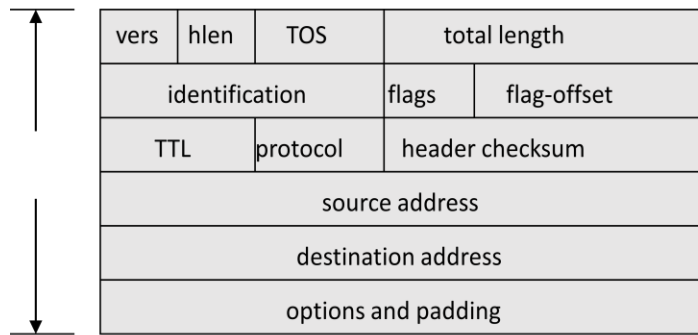 vers hlen TOS total length
identification flags flag-offset
TTL protocol header checksum
source address
destination address
options and padding